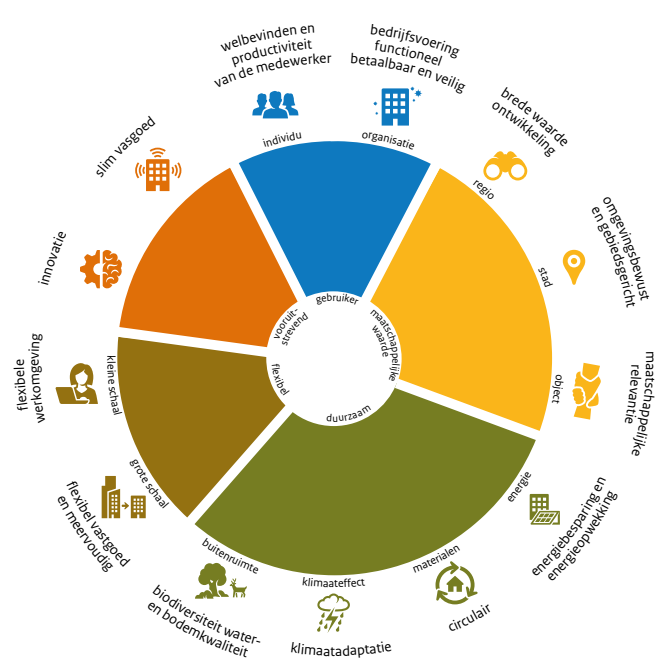 welbevinden en
productiviteit
van de medewerker
bedrijfsvoering
functioneel
betaalbaar en veilig
brede waarde
ontwikkeling
omgevingsbewust
en gebiedsgericht
maatschappelijke
relevantie
energiebesparing en
energieopwekking
circulair
klimaatadaptatie
biodiversiteit water-
en bodemkwaliteit
flexibel vastgoed
en meervoudig
flexibele
werkomgeving
innovatie
slim vasgoed
individu
organisatie
regio
stad
object
energie
materialen
klimaateffect
buitenruimte
grote schaal
kleine schaal
gebruiker
maatschappelijke
waarde
duurzaam
flexibel
vooruit-
strevend